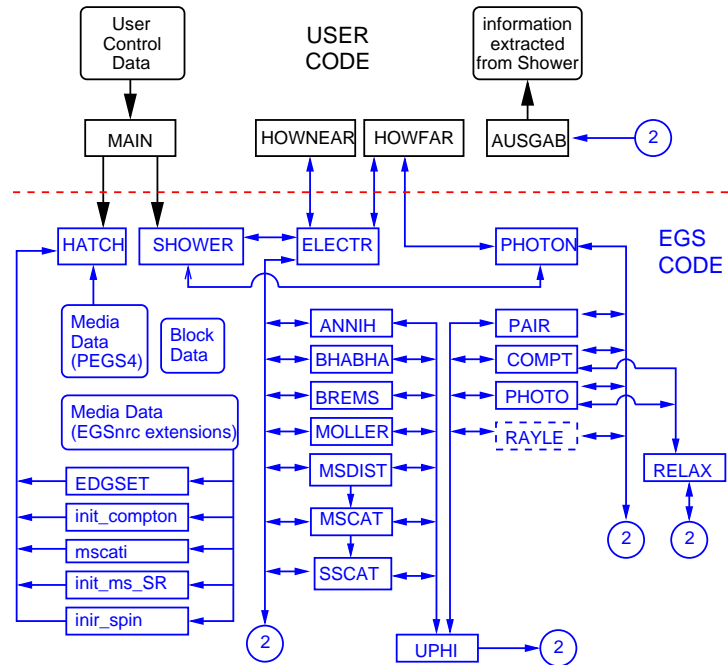 User
Control
Data
USER
CODE
information
extracted
from Shower
MAIN
HOWNEAR
HOWFAR
AUSGAB
2
HATCH
SHOWER
ELECTR
PHOTON
EGS
CODE
Media
Data
(PEGS4)
Block
Data
ANNIH
PAIR
BHABHA
COMPT
BREMS
PHOTO
Media Data
(EGSnrc extensions)
MOLLER
RAYLE
MSDIST
RELAX
EDGSET
init_compton
MSCAT
2
2
mscati
SSCAT
init_ms_SR
inir_spin
2
UPHI
2